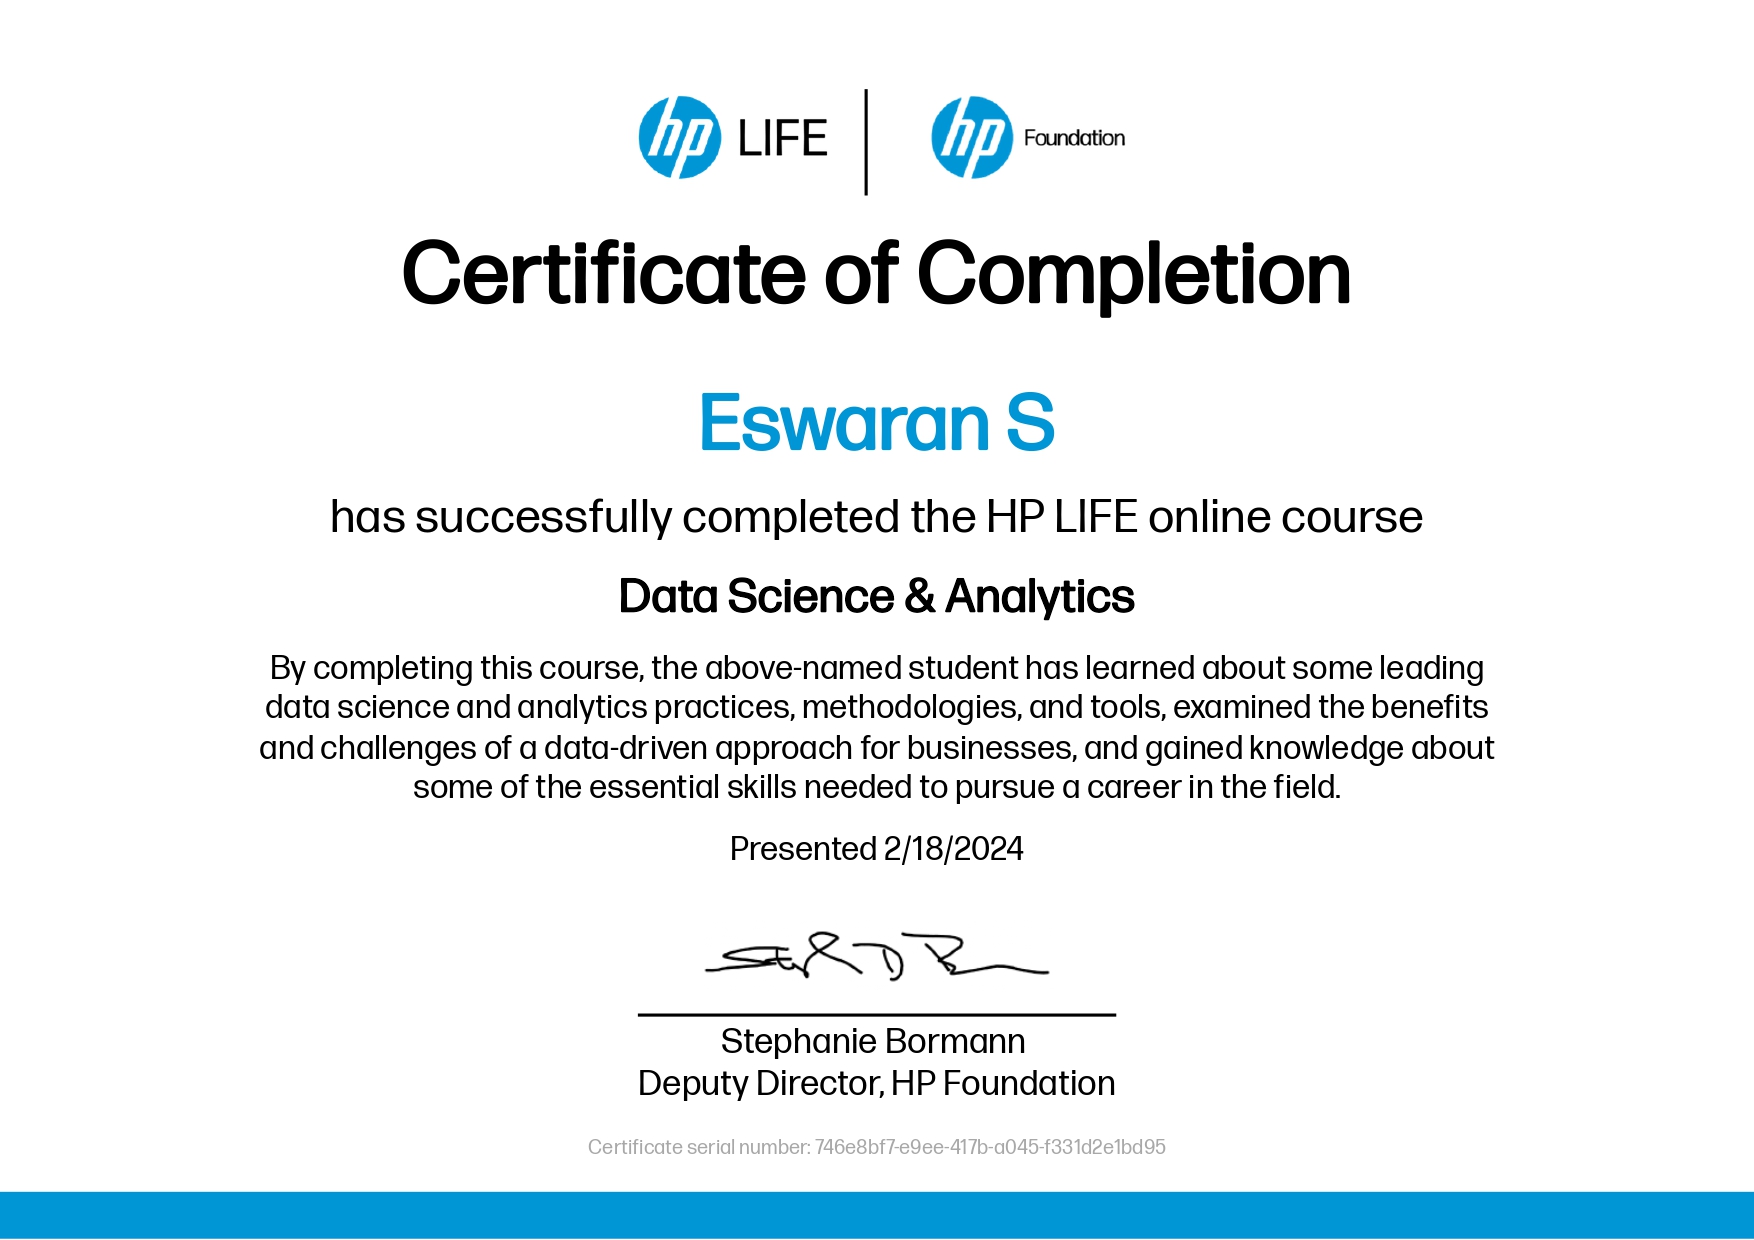 hp LIFE hp Foundation
Certificate of Completion
Eswaran S
has successfully completed the HP LIFE online course
Data Science & Analytics
By completing this course, the above-named student has learned about some leading
data science and analytics practices, methodologies, and tools, examined the benefits
and challenges of a data-driven approach for businesses, and gained knowledge about
some of the essential skills needed to pursue a career in the field.
Presented 2/18/2024
Stephanie Bormann
Deputy Director, HP Foundation
Certificate serial number: 746e8bf7-e9ee-417b-a045-f331d2e1bd95